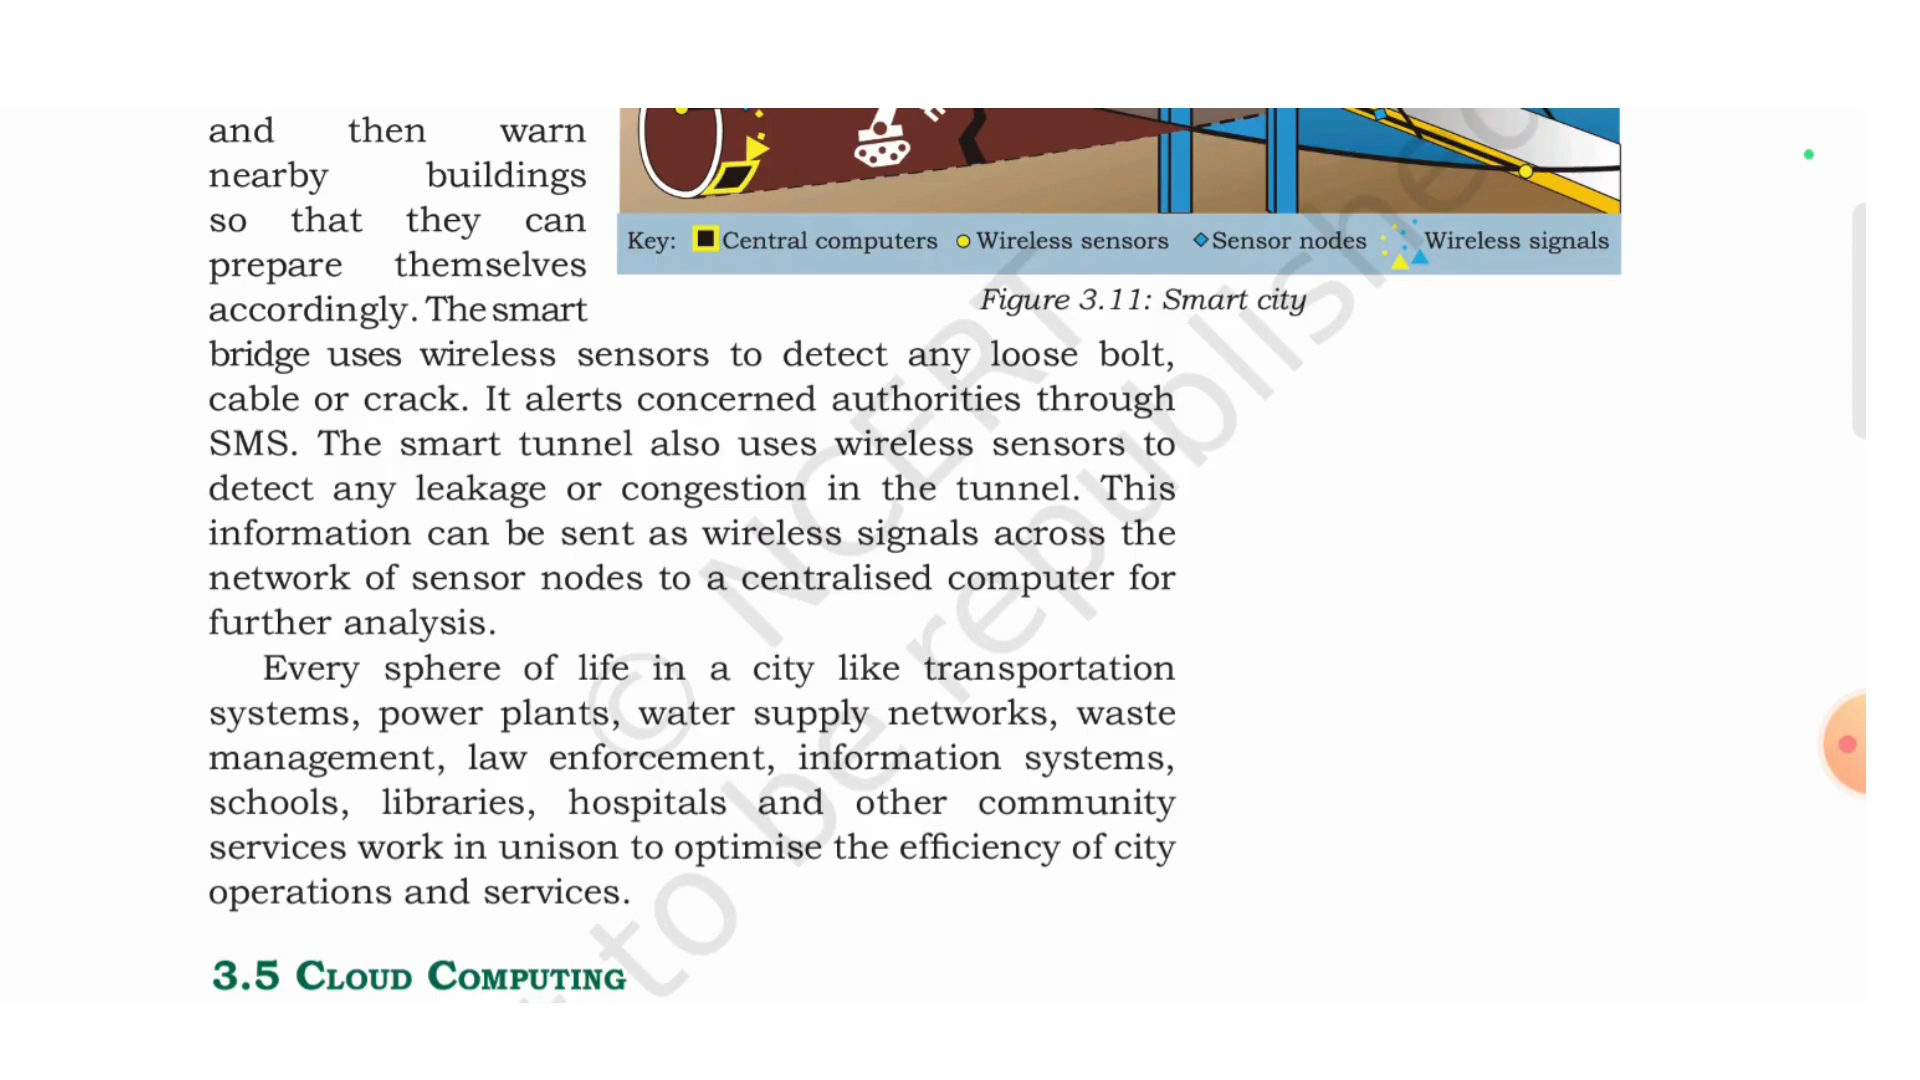 and then warn
nearby buildings
so that they can
prepare themselves
accordingly. The smart
Key: Central computers Wireless sensors Sensor nodes Wireless signals
Figure 3.11: Smart city
bridge uses wireless sensors to detect any loose bolt,
cable or crack. It alerts concerned authorities through
SMS. The smart tunnel also uses wireless sensors to
detect any leakage or congestion in the tunnel. This
information can be sent as wireless signals across the
network of sensor nodes to a centralised computer for
further analysis.
Every sphere of life in a city like transportation
systems, power plants, water supply networks, waste
management, law enforcement, information systems,
schools, libraries, hospitals and other community
services work in unison to optimise the efficiency of city
operations and services.
3.5 CLOUD COMPUTING
© NCERT
to be republished